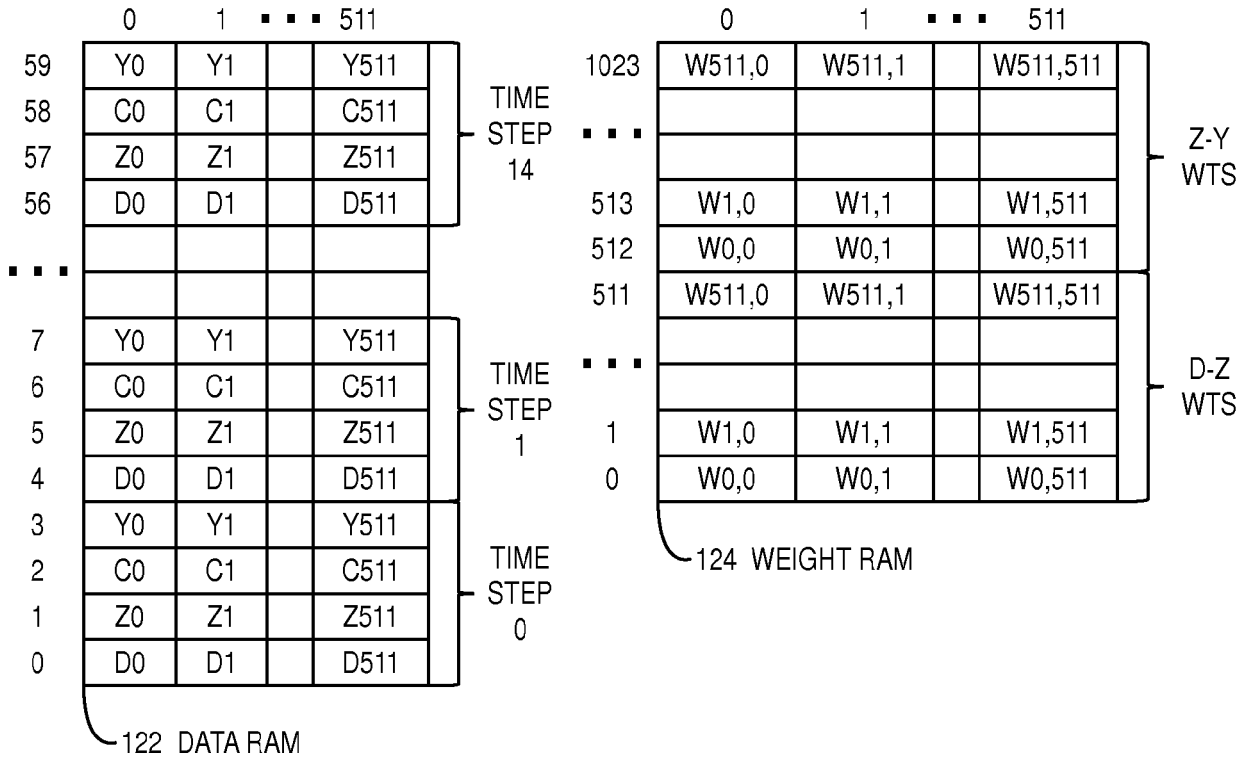 0 1 ... 511
59 Y0 Y1 Y511
58 C0 C1 C511
57 Z0 Z1 Z511
56 D0 D1 D511
TIME
STEP
14
...
7 Y0 Y1 Y511
6 C0 C1 C511
5 Z0 Z1 Z511
4 D0 D1 D511
TIME
STEP
1
3 Y0 Y1 Y511
2 C0 C1 C511
1 Z0 Z1 Z511
0 D0 D1 D511
TIME
STEP
0
122 DATA RAM
0 1 ... 511
1023 W511,0 W511,1 W511,511
...
513 W1,0 W1,1 W1,511
512 W0,0 W0,1 W0,511
Z-Y
WTS
511 W511,0 W511,1 W511,511
...
1 W1,0 W1,1 W1,511
0 W0,0 W0,1 W0,511
D-Z
WTS
124 WEIGHT RAM